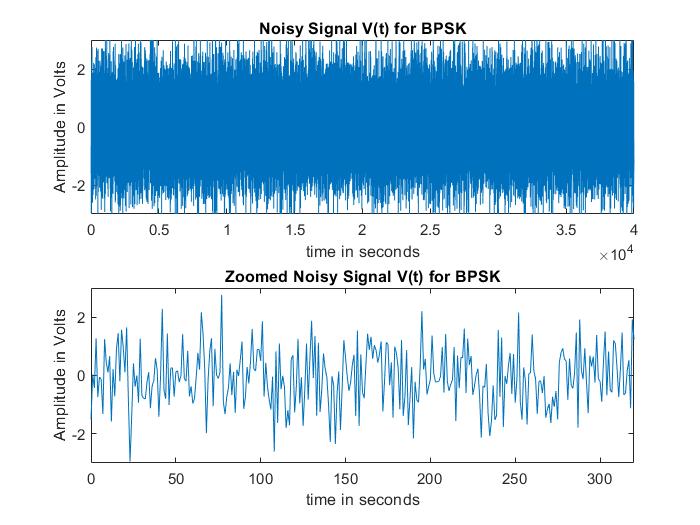 Noisy Signal V(t) for BPSK
Amplitude in Volts
2
0
-2
0 0.5 1 1.5 2 2.5 3 3.5 4
time in seconds
×10⁴
Zoomed Noisy Signal V(t) for BPSK
Amplitude in Volts
2
0
-2
0 50 100 150 200 250 300
time in seconds